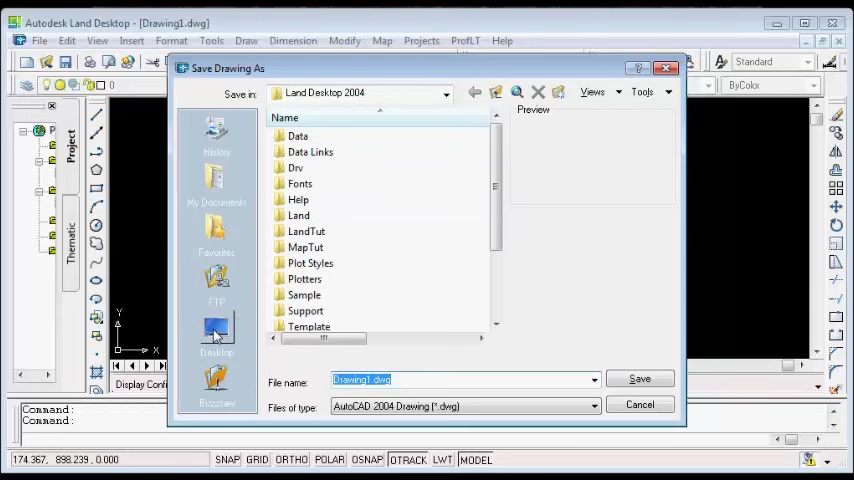 Autodesk Land Desktop - [Drawing1.dwg]
File Edit View Insert Format Tools Draw Dimension Modify Map Projects ProfLT Help
Standard
0
ByColor
Save Drawing As
Save in: Land Desktop 2004
Views Tools
Name
Preview
History
My Documents
Favorites
FTP
Desktop
Buzzsaw
Data
Data Links
Drv
Fonts
Help
Land
LandTut
MapTut
Plot Styles
Plotters
Sample
Support
Template
File name: Drawing1.dwg Save
Files of type: AutoCAD 2004 Drawing (*.dwg) Cancel
Project
Thematic
P
Y
X
Display Confi
Command:
Command:
174.367, 898.239, 0.000 SNAP GRID ORTHO POLAR OSNAP OTRACK LWT MODEL